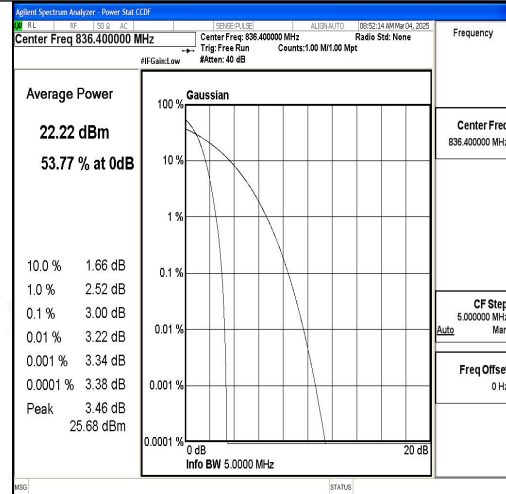 Agilent Spectrum Analyzer - Power Stat CCDF
RL RF 50 Ω AC SENSE:PULSE ALIGN AUTO 08:52:14 AM Mar 04, 2025
Center Freq 836.400000 MHz
Center Freq: 836.400000 MHz Radio Std: None
Trig: Free Run Counts:1.00 M/1.00 Mpt
#IFGain:Low #Atten: 40 dB
Frequency
Average Power
22.22 dBm
53.77 % at 0dB
10.0 % 1.66 dB
1.0 % 2.52 dB
0.1 % 3.00 dB
0.01 % 3.22 dB
0.001 % 3.34 dB
0.0001 % 3.38 dB
Peak 3.46 dB
25.68 dBm
Gaussian
100 %
10 %
1 %
0.1 %
0.01 %
0.001 %
0.0001 %
0 dB 20 dB
Info BW 5.0000 MHz
Center Freq
836.400000 MHz
CF Step
5.000000 MHz
Auto Man
Freq Offset
0 Hz
MSG STATUS